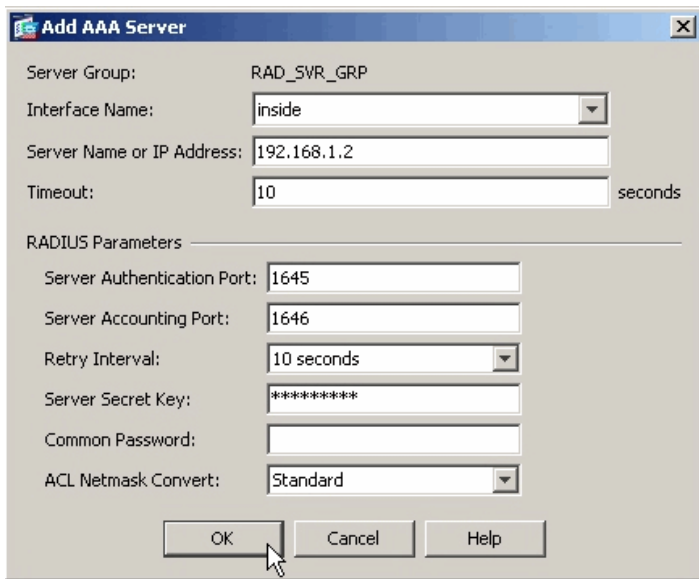 Add AAA Server
Server Group: RAD_SVR_GRP
Interface Name: inside
Server Name or IP Address: 192.168.1.2
Timeout: 10 seconds
RADIUS Parameters
Server Authentication Port: 1645
Server Accounting Port: 1646
Retry Interval: 10 seconds
Server Secret Key: *********
Common Password:
ACL Netmask Convert: Standard
OK Cancel Help